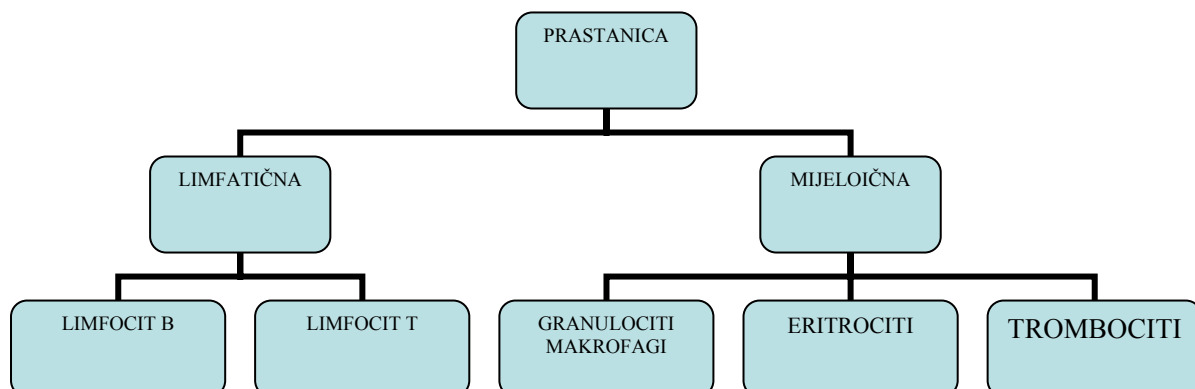 PRASTANICA
LIMFATIČNA
MIJELOIČNA
LIMFOCIT B
LIMFOCIT T
GRANULOCITI
MAKROFAGI
ERITROCITI
TROMBOCITI